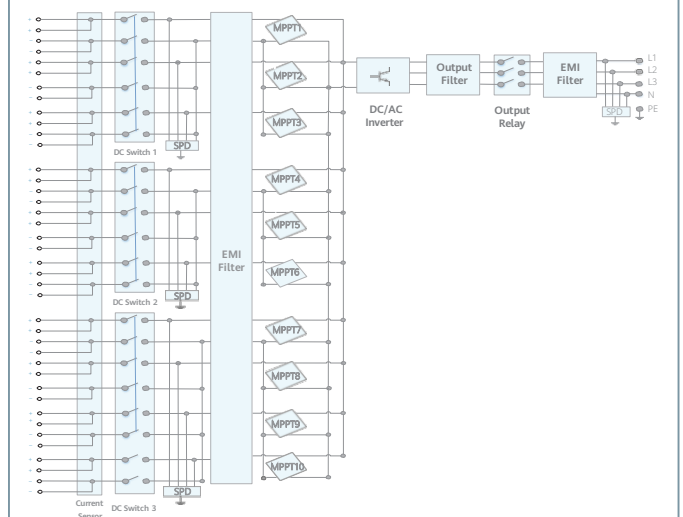 MPPT1
MPPT2
MPPT3
SPD
DC Switch 1
MPPT4
MPPT5
MPPT6
SPD
DC Switch 2
EMI
Filter
MPPT7
MPPT8
MPPT9
MPPT10
SPD
Current
Sensor
DC Switch 3
DC/AC
Inverter
Output
Filter
Output
Relay
EMI
Filter
L1
L2
L3
N
SPD
PE